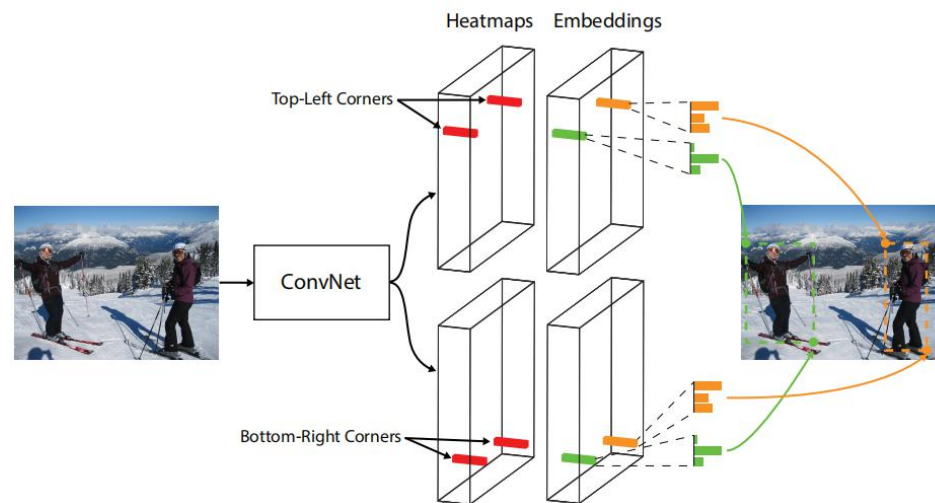 Heatmaps Embeddings
Top-Left Corners
ConvNet
Bottom-Right Corners